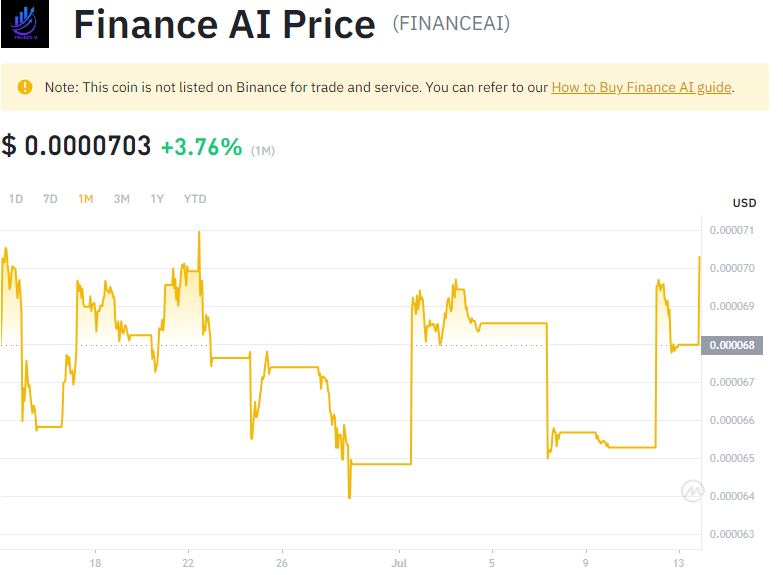 Finance AI Price (FINANCEAI)
FINANCE AI
Note: This coin is not listed on Binance for trade and service. You can refer to our How to Buy Finance AI guide.
$ 0.0000703 +3.76% (1M)
1D 7D 1M 3M 1Y YTD
USD
0.000071
0.000070
0.000069
0.000068
0.000067
0.000066
0.000065
0.000064
0.000063
18 22 26 Jul 5 9 13